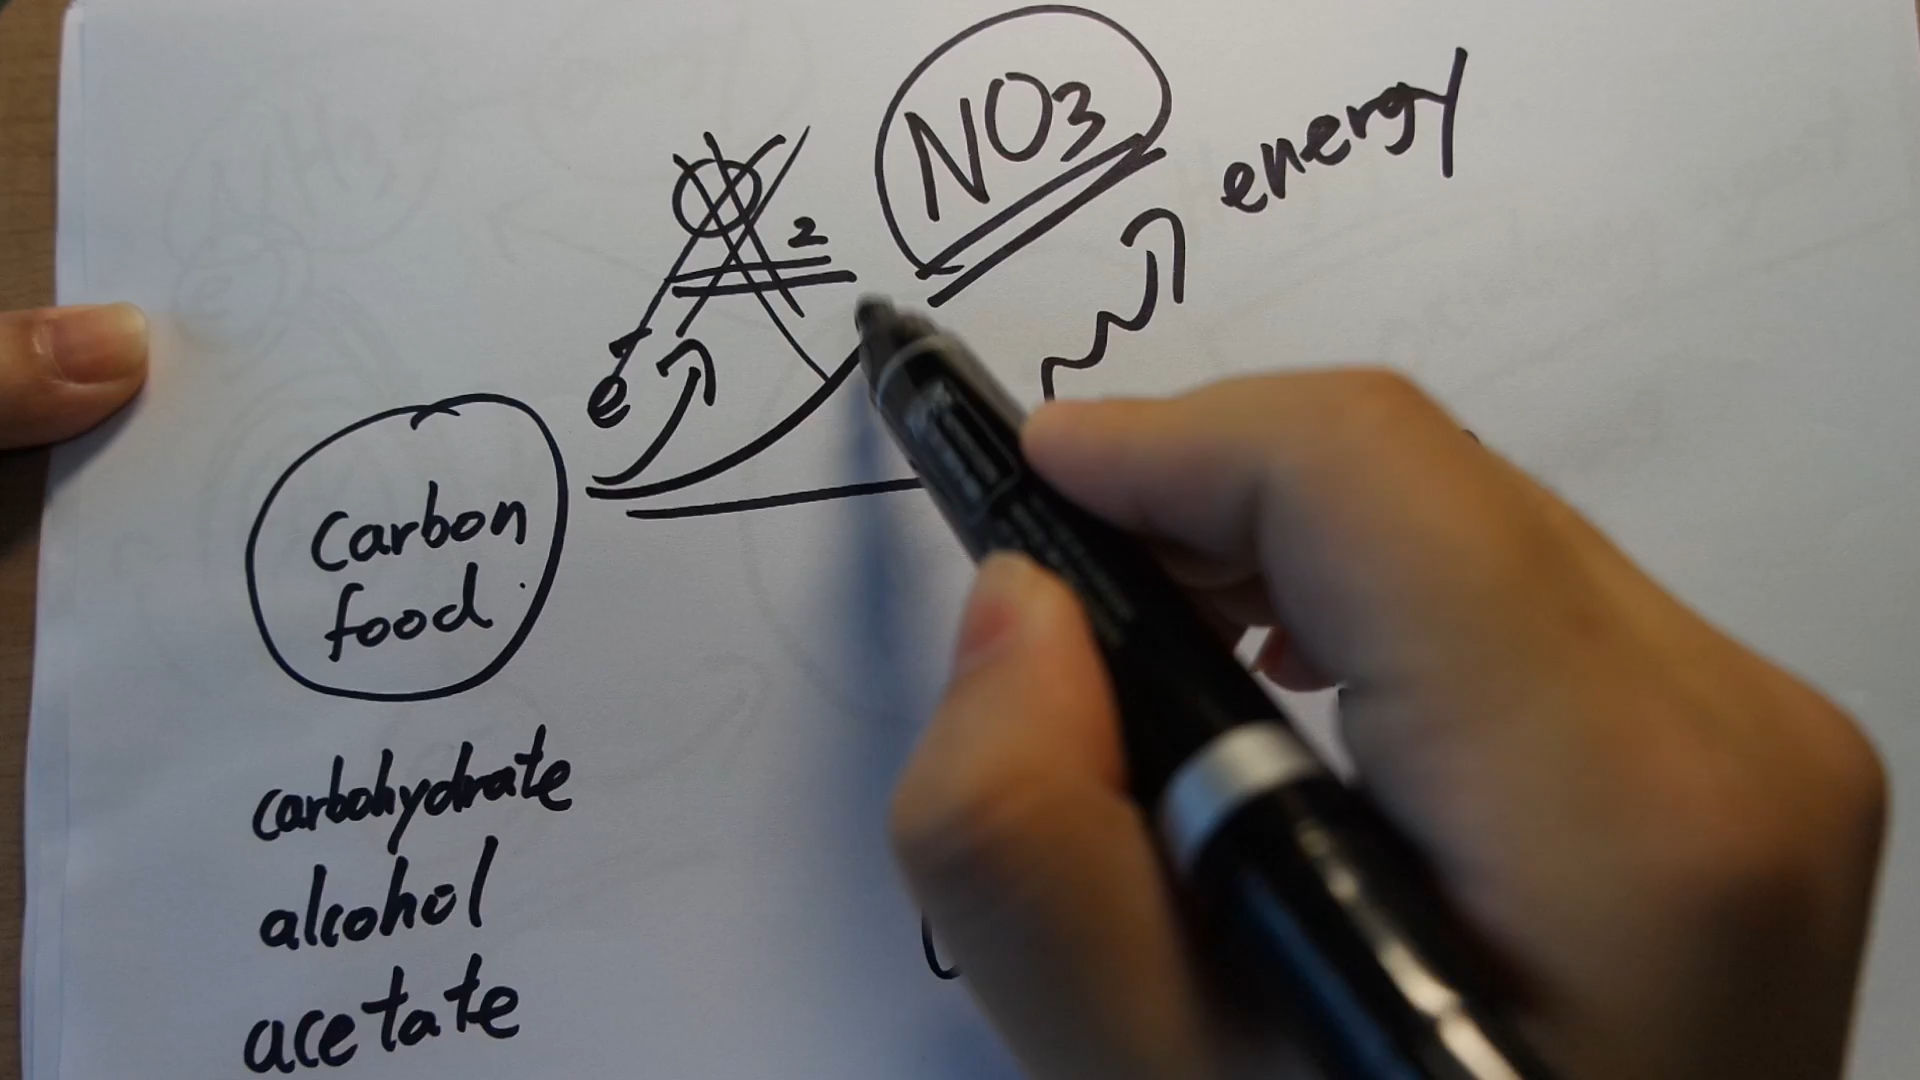 NO3
energy
O2
e-
Carbon
food
carbohydrate
alcohol
acetate